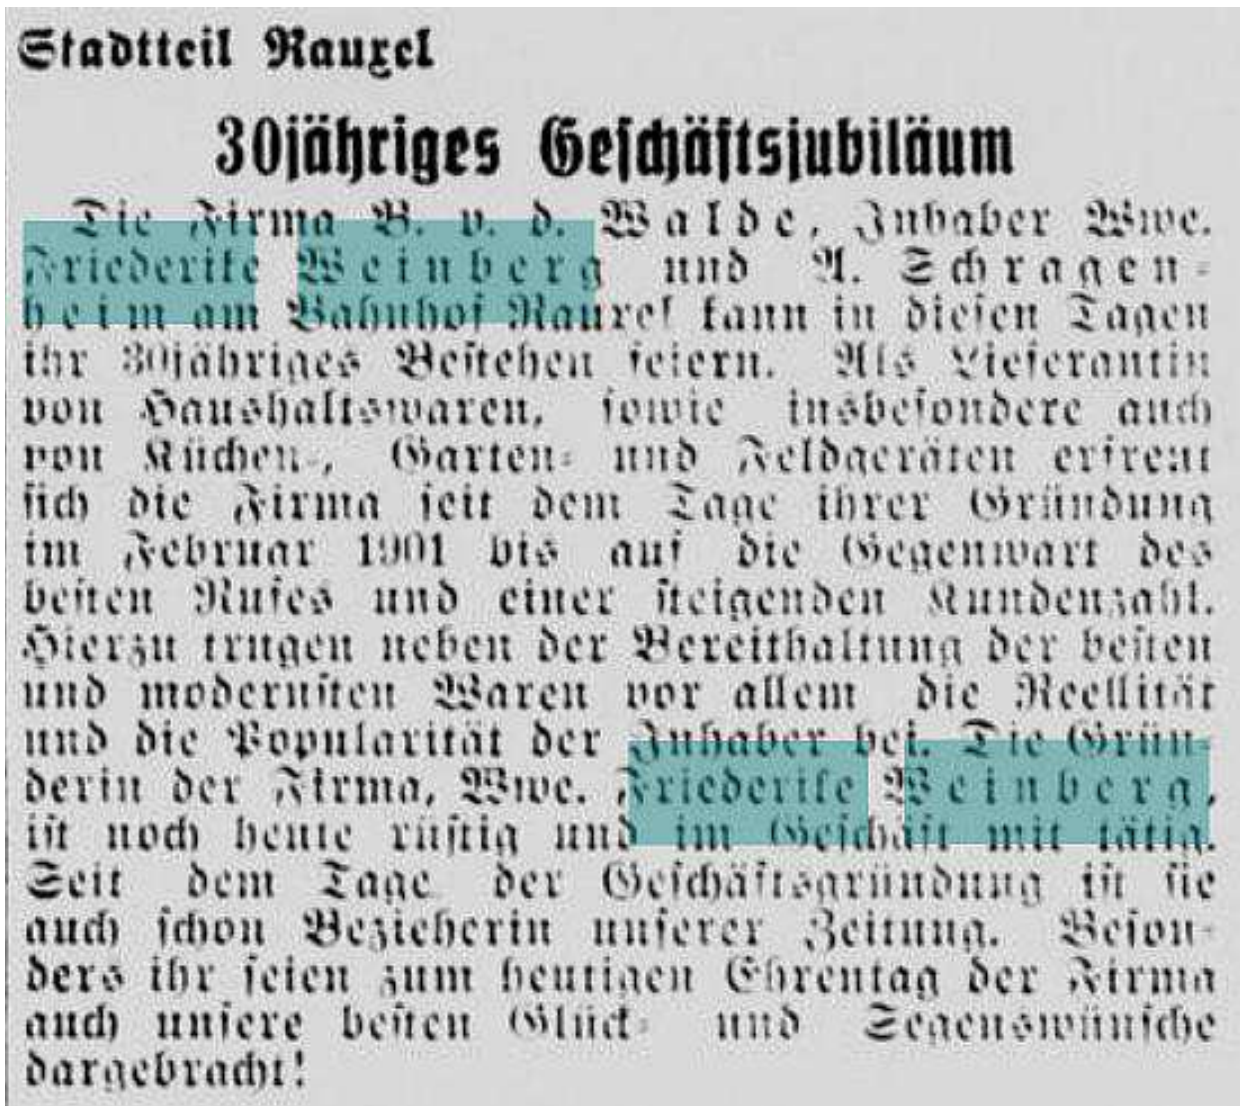 Stadtteil Rauxel
30jähriges Geschäftsjubiläum
Die Firma B. v. d. Walde, Inhaber Wwe.
Friederike Weinberg und A. Schragen-
heim am Bahnhof Rauxel kann in diesen Tagen
ihr 30jähriges Bestehen feiern. Als Lieferantin
von Haushaltswaren, sowie insbesondere auch
von Küchen-, Garten- und Feldgeräten erfreut
sich die Firma seit dem Tage ihrer Gründung
im Februar 1901 bis auf die Gegenwart des
besten Rufes und einer steigenden Kundenzahl.
Hierzu trugen neben der Bereithaltung der besten
und modernsten Waren vor allem die Reellität
und die Popularität der Inhaber bei. Die Grün-
derin der Firma, Wwe. Friederike Weinberg,
ist noch heute rüstig und im Geschäft mit tätig.
Seit dem Tage der Geschäftsgründung ist sie
auch schon Bezieherin unserer Zeitung. Beson-
ders ihr seien zum heutigen Ehrentag der Firma
auch unsere besten Glück- und Segenswünsche
dargebracht!